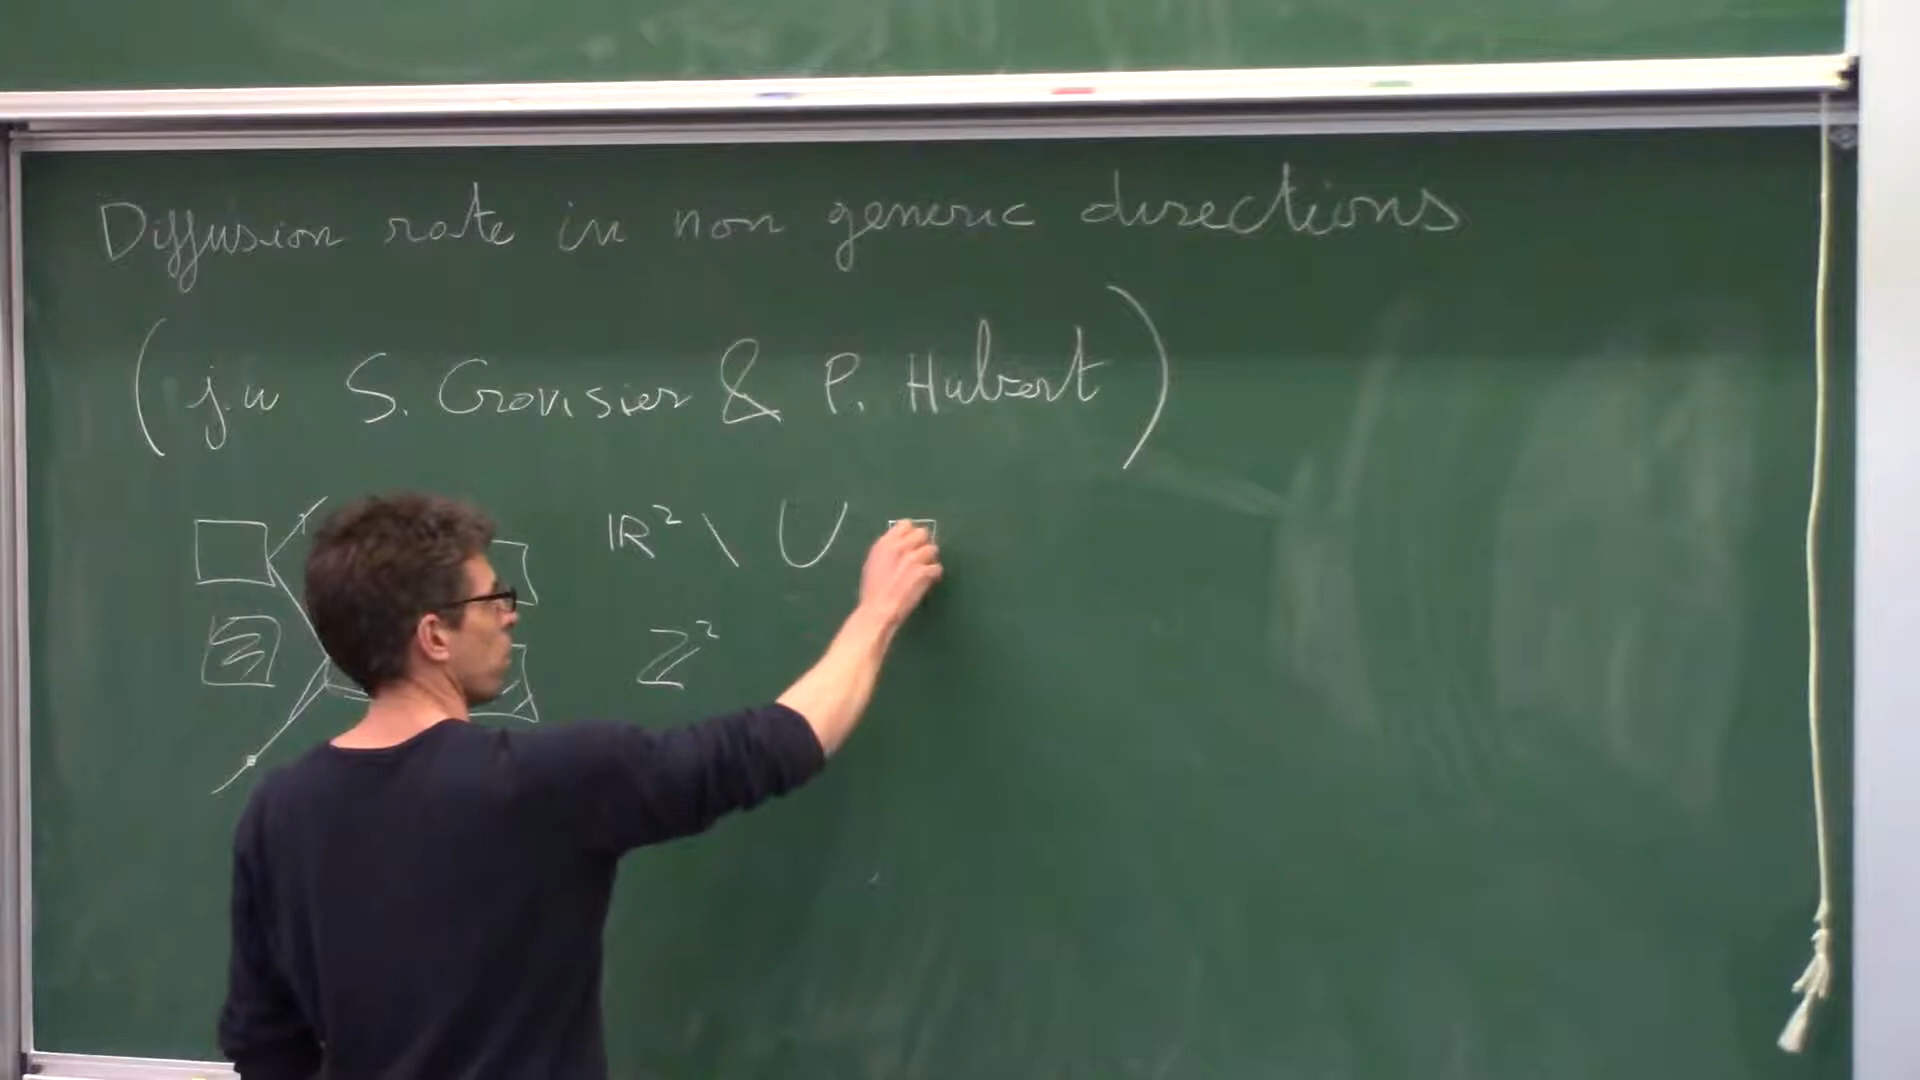 Diffusion rate in non generic directions
(j.w S. Crovisier & P. Hubert)
ℝ² \ ∪
ℤ²